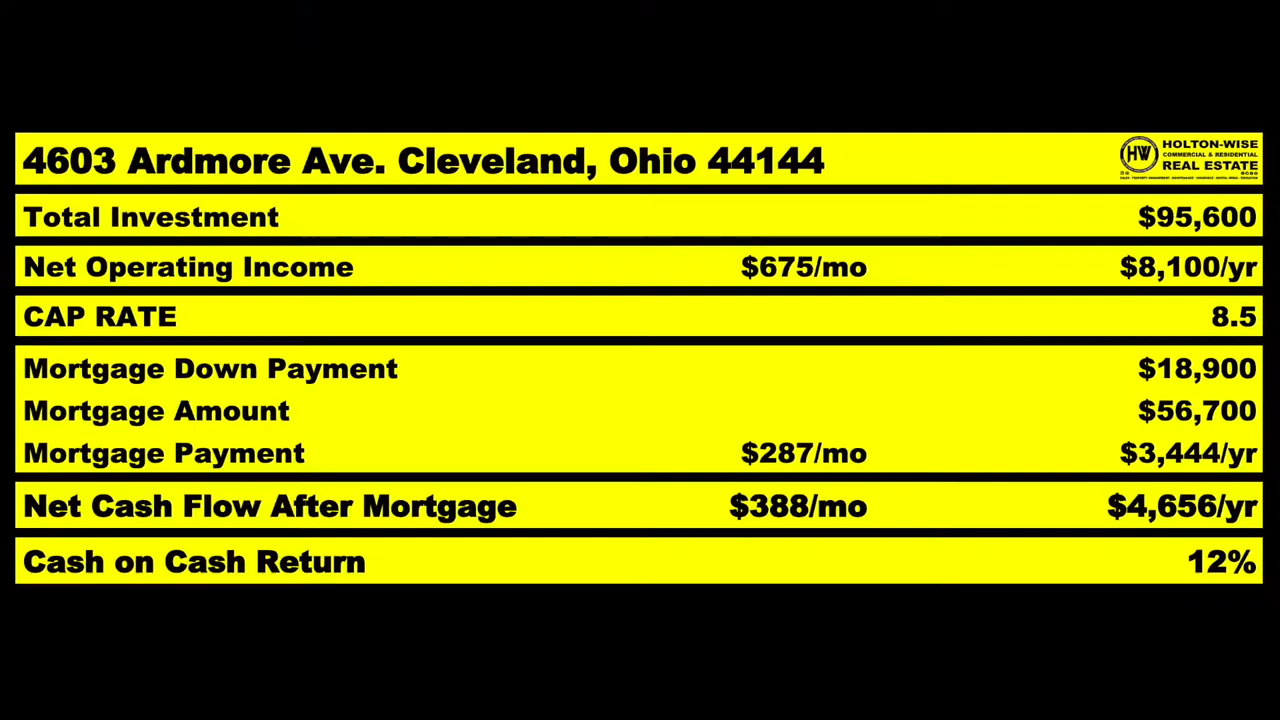 4603 Ardmore Ave. Cleveland, Ohio 44144
HW
HOLTON-WISE
COMMERCIAL & RESIDENTIAL
REAL ESTATE
Total Investment $95,600
Net Operating Income $675/mo $8,100/yr
CAP RATE 8.5
Mortgage Down Payment $18,900
Mortgage Amount $56,700
Mortgage Payment $287/mo $3,444/yr
Net Cash Flow After Mortgage $388/mo $4,656/yr
Cash on Cash Return 12%